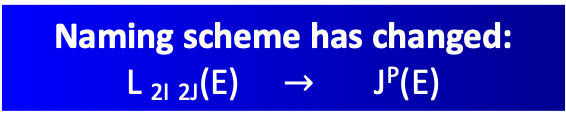 Naming scheme has changed:
L 2I 2J(E) → Jᴾ(E)